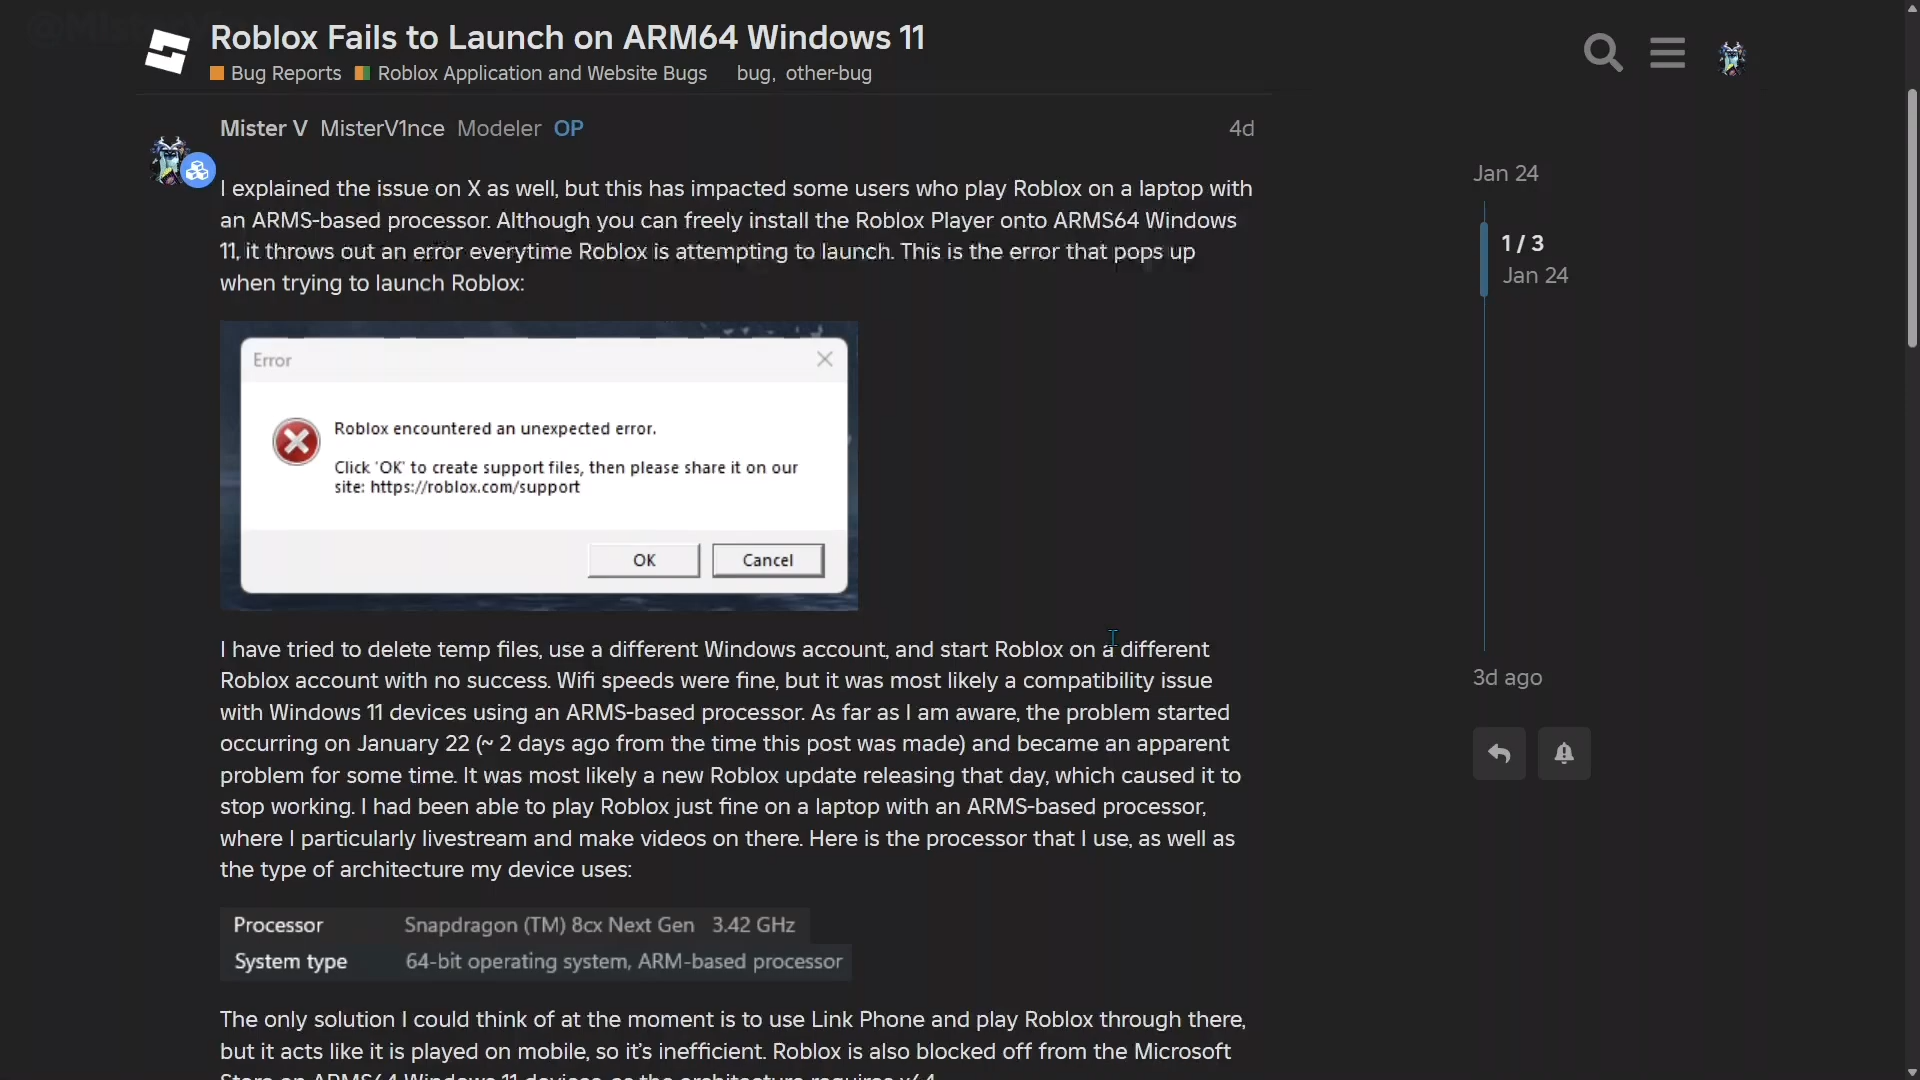 Roblox Fails to Launch on ARM64 Windows 11
Bug Reports Roblox Application and Website Bugs bug, other-bug
Mister V MisterV1nce Modeler OP 4d
I explained the issue on X as well, but this has impacted some users who play Roblox on a laptop with
an ARMS-based processor. Although you can freely install the Roblox Player onto ARMS64 Windows
11, it throws out an error everytime Roblox is attempting to launch. This is the error that pops up
when trying to launch Roblox:
Error
Roblox encountered an unexpected error.
Click 'OK' to create support files, then please share it on our
site: https://roblox.com/support
OK Cancel
I have tried to delete temp files, use a different Windows account, and start Roblox on a different
Roblox account with no success. Wifi speeds were fine, but it was most likely a compatibility issue
with Windows 11 devices using an ARMS-based processor. As far as I am aware, the problem started
occurring on January 22 (~ 2 days ago from the time this post was made) and became an apparent
problem for some time. It was most likely a new Roblox update releasing that day, which caused it to
stop working. I had been able to play Roblox just fine on a laptop with an ARMS-based processor,
where I particularly livestream and make videos on there. Here is the processor that I use, as well as
the type of architecture my device uses:
Processor Snapdragon (TM) 8cx Next Gen 3.42 GHz
System type 64-bit operating system, ARM-based processor
The only solution I could think of at the moment is to use Link Phone and play Roblox through there,
but it acts like it is played on mobile, so it's inefficient. Roblox is also blocked off from the Microsoft
Jan 24
1 / 3
Jan 24
3d ago